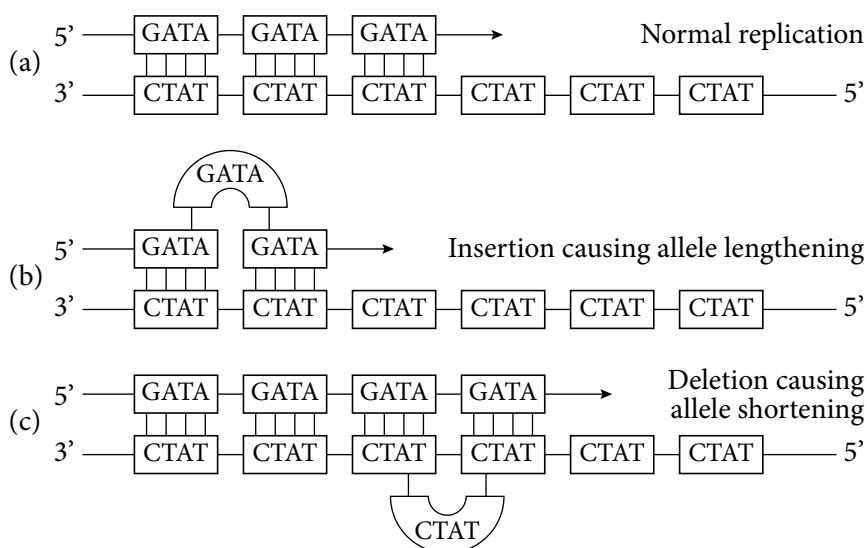 5’ GATA GATA GATA Normal replication
(a)
3’ CTAT CTAT CTAT CTAT CTAT CTAT 5’
GATA
5’ GATA GATA Insertion causing allele lengthening
(b)
3’ CTAT CTAT CTAT CTAT CTAT CTAT 5’
Deletion causing
5’ GATA GATA GATA GATA allele shortening
(c)
3’ CTAT CTAT CTAT CTAT CTAT CTAT 5’
CTAT